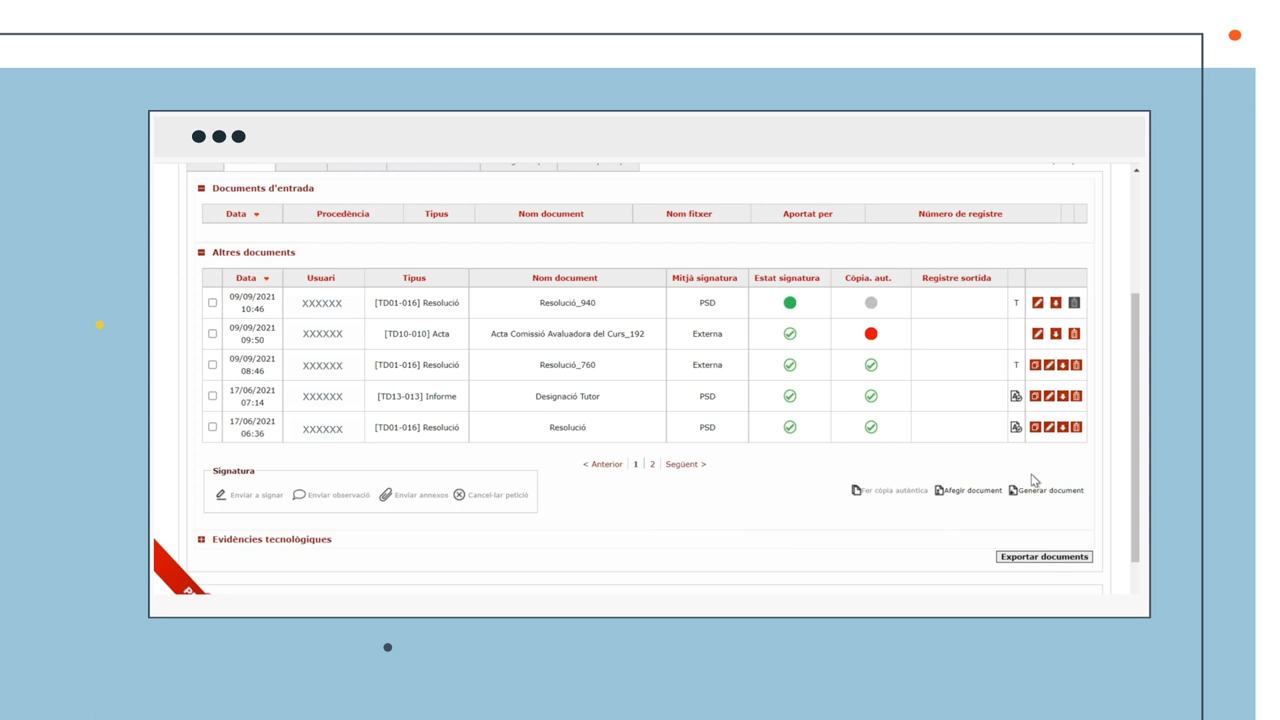 Documents d'entrada
Data Procedència Tipus Nom document Nom fitxer Aportat per Número de registre
Altres documents
Data Usuari Tipus Nom document Mitjà signatura Estat signatura Còpia. aut. Registre sortida
09/09/2021
10:46 XXXXXX [TD01-016] Resolució Resolució_940 PSD T
09/09/2021
09:50 XXXXXX [TD10-010] Acta Acta Comissió Avaluadora del Curs_192 Externa
09/09/2021
08:46 XXXXXX [TD01-016] Resolució Resolució_760 Externa T
17/06/2021
07:14 XXXXXX [TD13-013] Informe Designació Tutor PSD
17/06/2021
06:36 XXXXXX [TD01-016] Resolució Resolució PSD
< Anterior 1 2 Següent >
Signatura
Enviar a signar Enviar observació Enviar annexos Cancel·lar petició
Fer còpia autèntica Afegir document Generar document
Evidències tecnològiques
Exportar documents